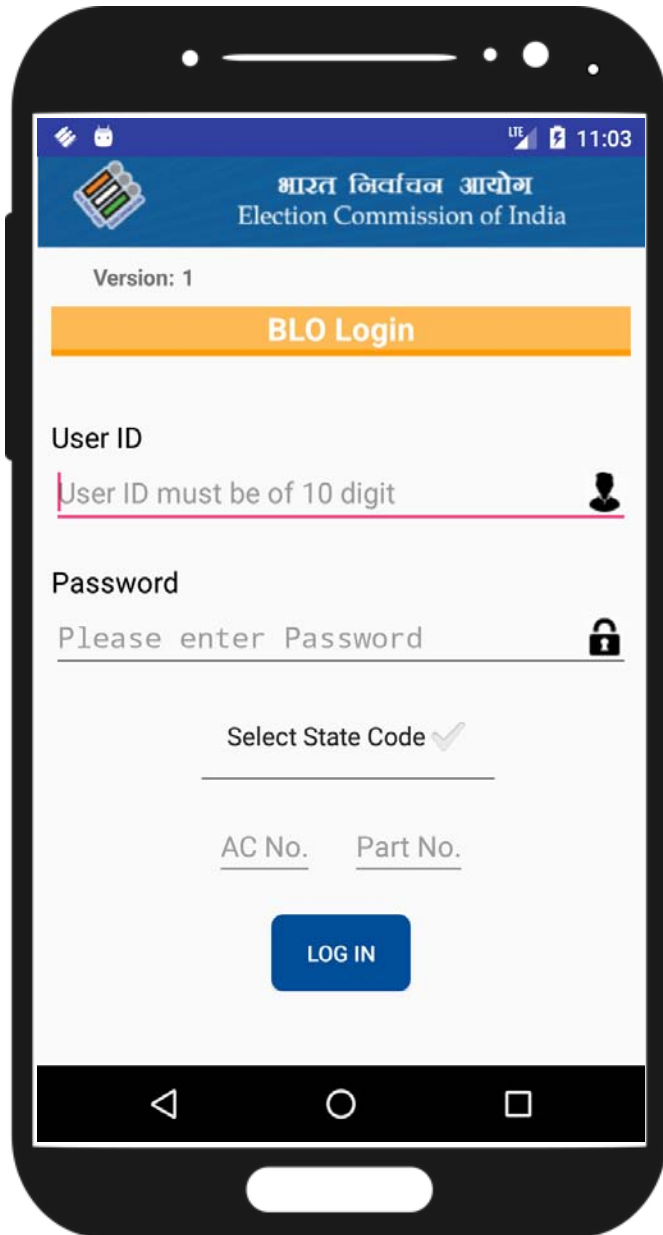 LTE 11:03
भारत निर्वाचन आयोग
Election Commission of India
Version: 1
BLO Login
User ID
User ID must be of 10 digit
Password
Please enter Password
Select State Code
AC No. Part No.
LOG IN